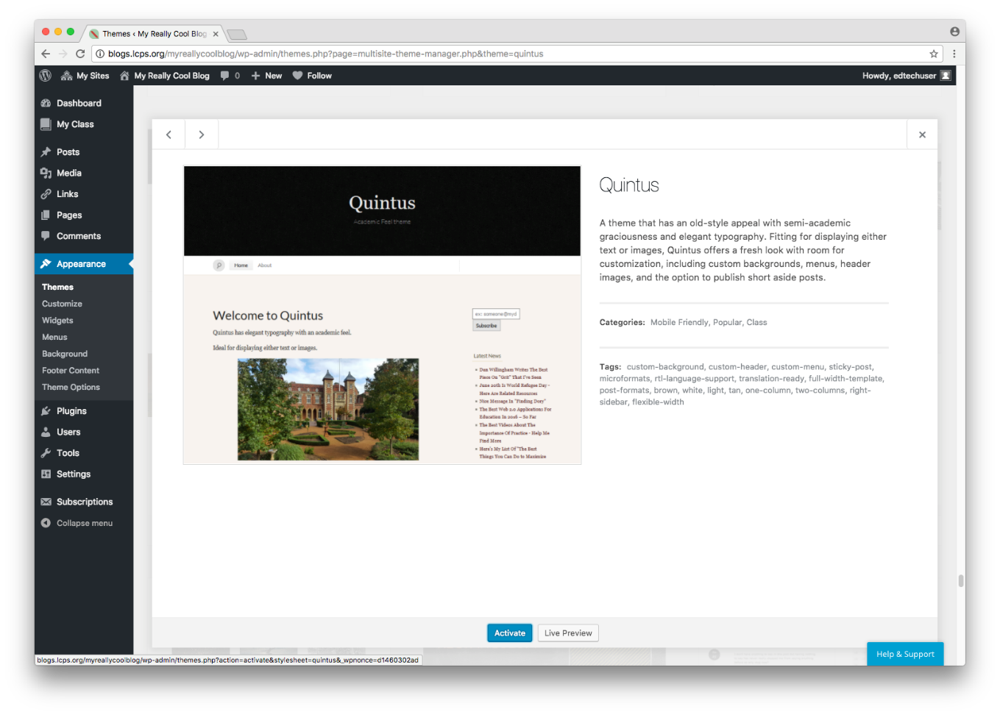 Themes ‹ My Really Cool Blog
blogs.lcps.org/myreallycoolblog/wp-admin/themes.php?page=multisite-theme-manager.php&theme=quintus
My Sites My Really Cool Blog 0 New Follow Howdy, edtechuser
Dashboard
My Class
Posts
Media
Links
Pages
Comments
Appearance
Themes
Customize
Widgets
Menus
Background
Footer Content
Theme Options
Plugins
Users
Tools
Settings
Subscriptions
Collapse menu
Quintus
Academic Feel theme
Home About
Welcome to Quintus
Quintus has elegant typography with an academic feel.
Ideal for displaying either text or images.
ex: someone@myd
Subscribe
Latest News
Dan Willingham Writes The Best
Piece On "Grit" That I've Seen
June 20th Is World Refugee Day -
Here Are Related Resources
Nice Message In "Finding Dory"
The Best Web 2.0 Applications For
Education In 2016 – So Far
The Best Videos About The
Importance Of Practice - Help Me
Find More
Here's My List Of "The Best
Things You Can Do to Maximize
Quintus
A theme that has an old-style appeal with semi-academic
graciousness and elegant typography. Fitting for displaying either
text or images, Quintus offers a fresh look with room for
customization, including custom backgrounds, menus, header
images, and the option to publish short aside posts.
Categories: Mobile Friendly, Popular, Class
Tags: custom-background, custom-header, custom-menu, sticky-post,
microformats, rtl-language-support, translation-ready, full-width-template,
post-formats, brown, white, light, tan, one-column, two-columns, right-
sidebar, flexible-width
Activate Live Preview
Help & Support
blogs.lcps.org/myreallycoolblog/wp-admin/themes.php?action=activate&stylesheet=quintus&_wpnonce=d1460302ad